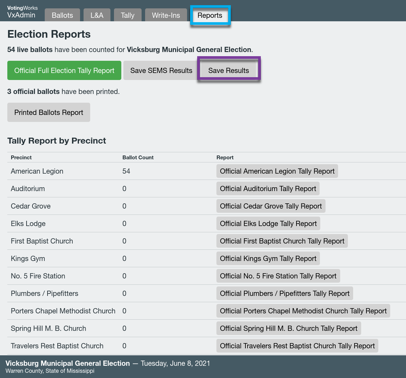 VotingWorks
VxAdmin Ballots L&A Tally Write-Ins Reports
Election Reports
54 live ballots have been counted for Vicksburg Municipal General Election.
Official Full Election Tally Report Save SEMS Results Save Results
3 official ballots have been printed.
Printed Ballots Report
Tally Report by Precinct
Precinct Ballot Count Report
American Legion 54 Official American Legion Tally Report
Auditorium 0 Official Auditorium Tally Report
Cedar Grove 0 Official Cedar Grove Tally Report
Elks Lodge 0 Official Elks Lodge Tally Report
First Baptist Church 0 Official First Baptist Church Tally Report
Kings Gym 0 Official Kings Gym Tally Report
No. 5 Fire Station 0 Official No. 5 Fire Station Tally Report
Plumbers / Pipefitters 0 Official Plumbers / Pipefitters Tally Report
Porters Chapel Methodist Church 0 Official Porters Chapel Methodist Church Tally Report
Spring Hill M. B. Church 0 Official Spring Hill M. B. Church Tally Report
Travelers Rest Baptist Church 0 Official Travelers Rest Baptist Church Tally Report
Vicksburg Municipal General Election — Tuesday, June 8, 2021
Warren County, State of Mississippi